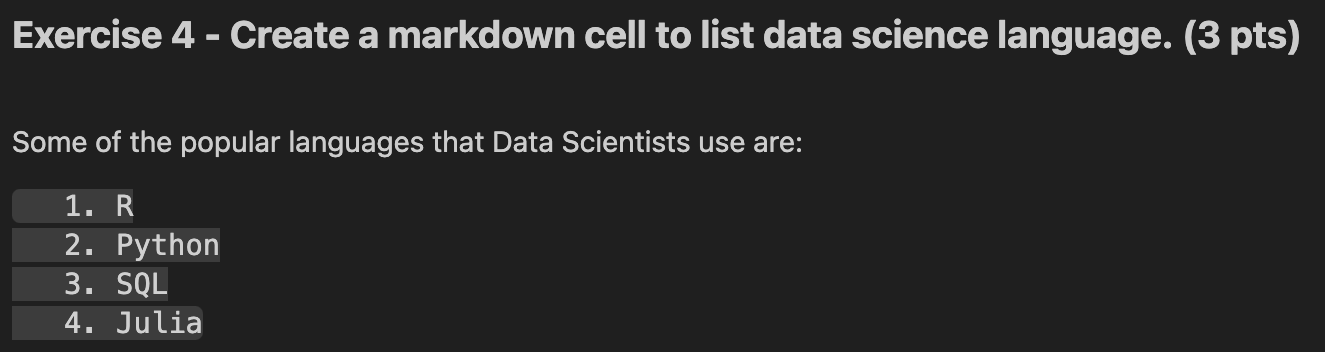 Exercise 4 - Create a markdown cell to list data science language. (3 pts)
Some of the popular languages that Data Scientists use are:
1. R
2. Python
3. SQL
4. Julia